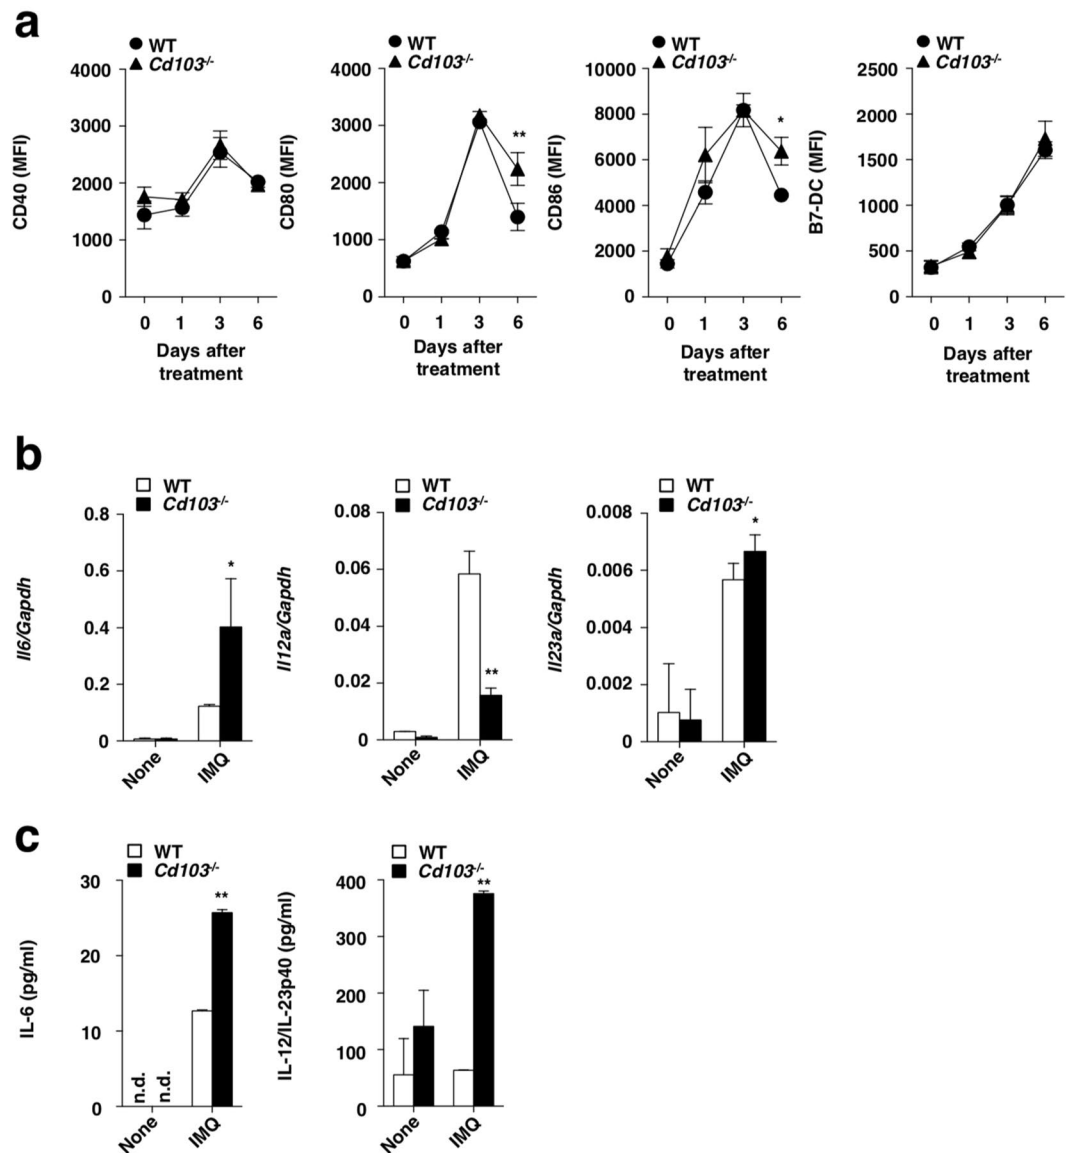 a
WT
Cd103-/-
CD40 (MFI)
4000
3000
2000
1000
0
0 1 3 6
Days after
treatment
WT
Cd103-/-
CD80 (MFI)
4000
3000
2000
1000
0
**
0 1 3 6
Days after
treatment
WT
Cd103-/-
CD86 (MFI)
10000
8000
6000
4000
2000
0
*
0 1 3 6
Days after
treatment
WT
Cd103-/-
B7-DC (MFI)
2500
2000
1500
1000
500
0
0 1 3 6
Days after
treatment
b
WT
Cd103-/-
Il6/Gapdh
0.8
0.6
0.4
0.2
0
*
None IMQ
WT
Cd103-/-
Il12a/Gapdh
0.08
0.06
0.04
0.02
0
**
None IMQ
WT
Cd103-/-
Il23a/Gapdh
0.008
0.006
0.004
0.002
0
*
None IMQ
c
WT
Cd103-/-
IL-6 (pg/ml)
30
20
10
0
n.d. n.d.
**
None IMQ
WT
Cd103-/-
IL-12/IL-23p40 (pg/ml)
400
300
200
100
0
**
None IMQ